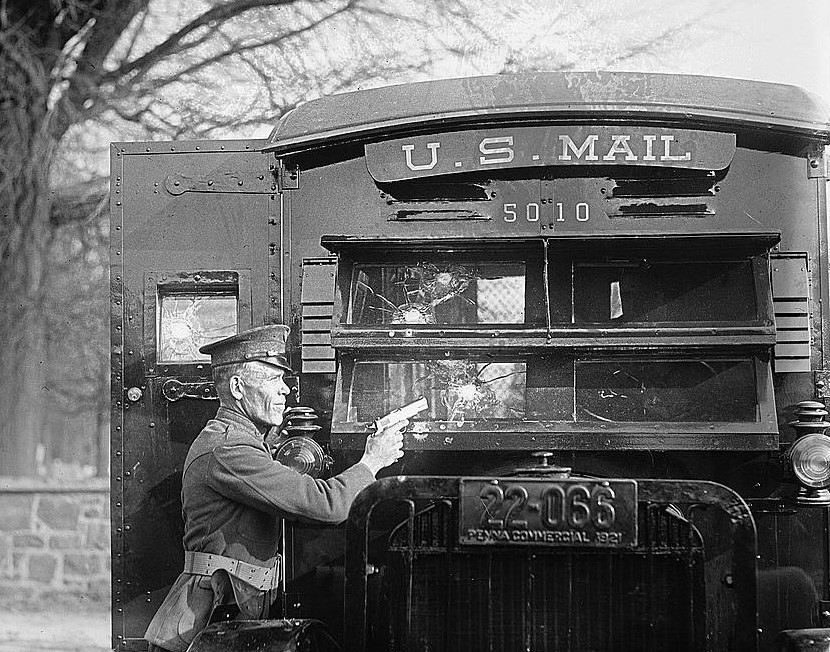 U.S.MAIL
5010
22-066
PENNA COMMERCIAL 1921